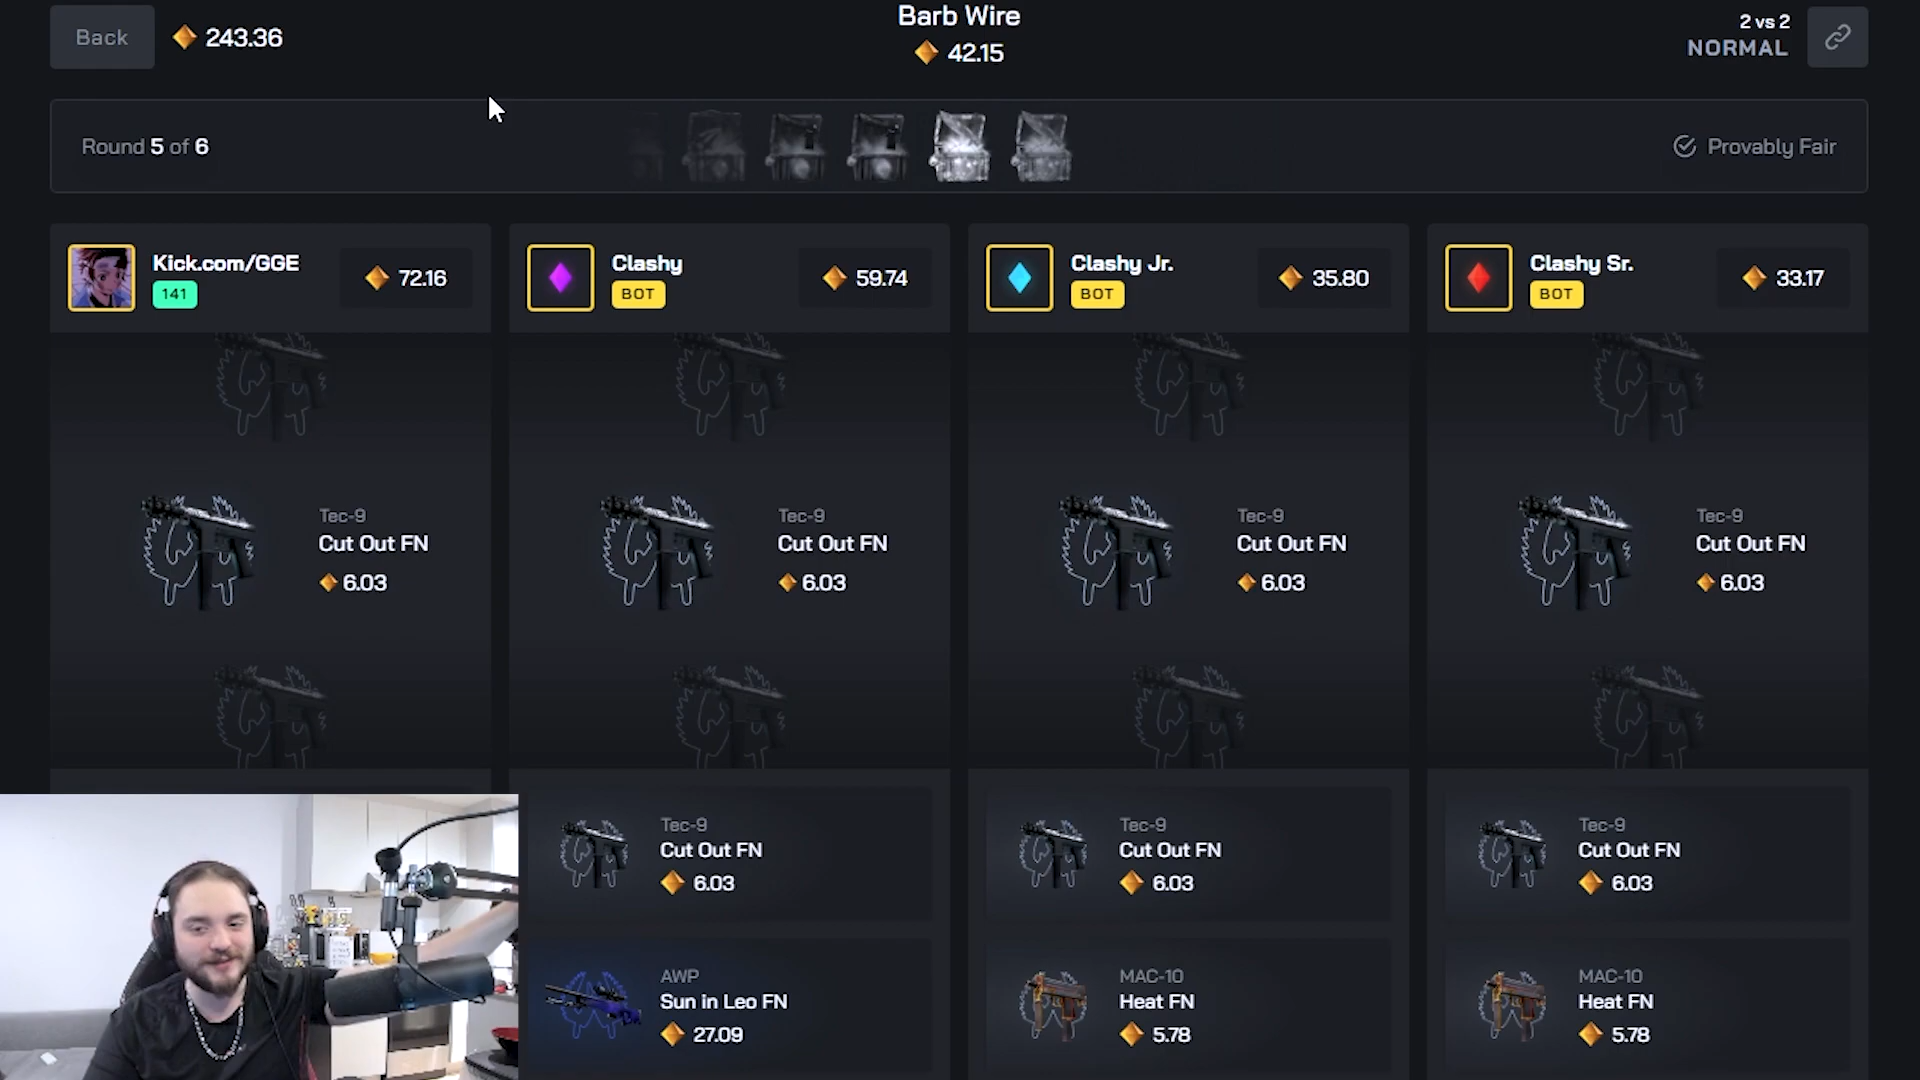 Back
243.36
Barb Wire
42.15
2 vs 2
NORMAL
Round 5 of 6
Provably Fair
Kick.com/GGE
141
72.16
Clashy
BOT
59.74
Clashy Jr.
BOT
35.80
Clashy Sr.
BOT
33.17
Tec-9
Cut Out FN
6.03
Tec-9
Cut Out FN
6.03
Tec-9
Cut Out FN
6.03
Tec-9
Cut Out FN
6.03
Tec-9
Cut Out FN
6.03
Tec-9
Cut Out FN
6.03
Tec-9
Cut Out FN
6.03
AWP
Sun in Leo FN
27.09
MAC-10
Heat FN
5.78
MAC-10
Heat FN
5.78